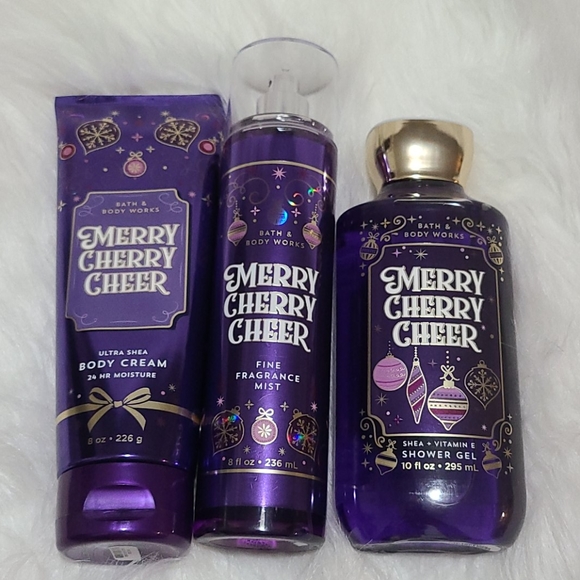 BATH &
BODY WORKS
MERRY
CHERRY
CHEER
ULTRA SHEA
BODY CREAM
24 HR MOISTURE
8 oz • 226 g
BATH &
BODY WORKS
MERRY
CHERRY
CHEER
FINE
FRAGRANCE
MIST
8 fl oz • 236 mL
BATH &
BODY WORKS
MERRY
CHERRY
CHEER
SHEA + VITAMIN E
SHOWER GEL
10 fl oz • 295 mL